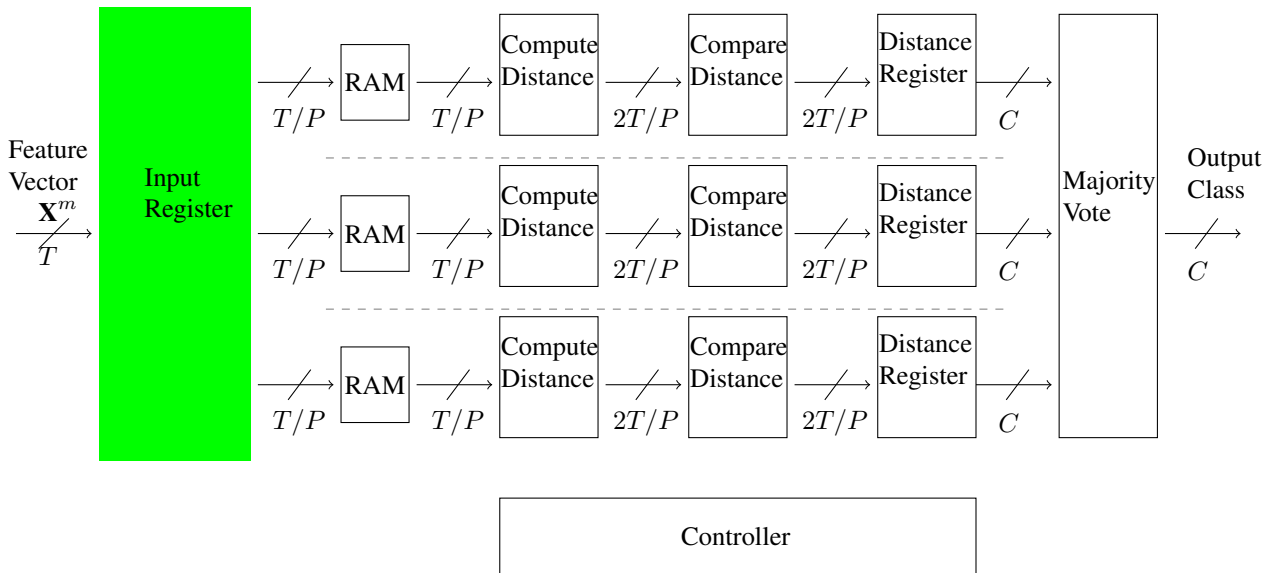 Feature
Vector
X^m
T
Input
Register
T/P
RAM
T/P
Compute
Distance
2T/P
Compare
Distance
2T/P
Distance
Register
C
T/P
RAM
T/P
Compute
Distance
2T/P
Compare
Distance
2T/P
Distance
Register
C
T/P
RAM
T/P
Compute
Distance
2T/P
Compare
Distance
2T/P
Distance
Register
C
Majority
Vote
Output
Class
C
Controller